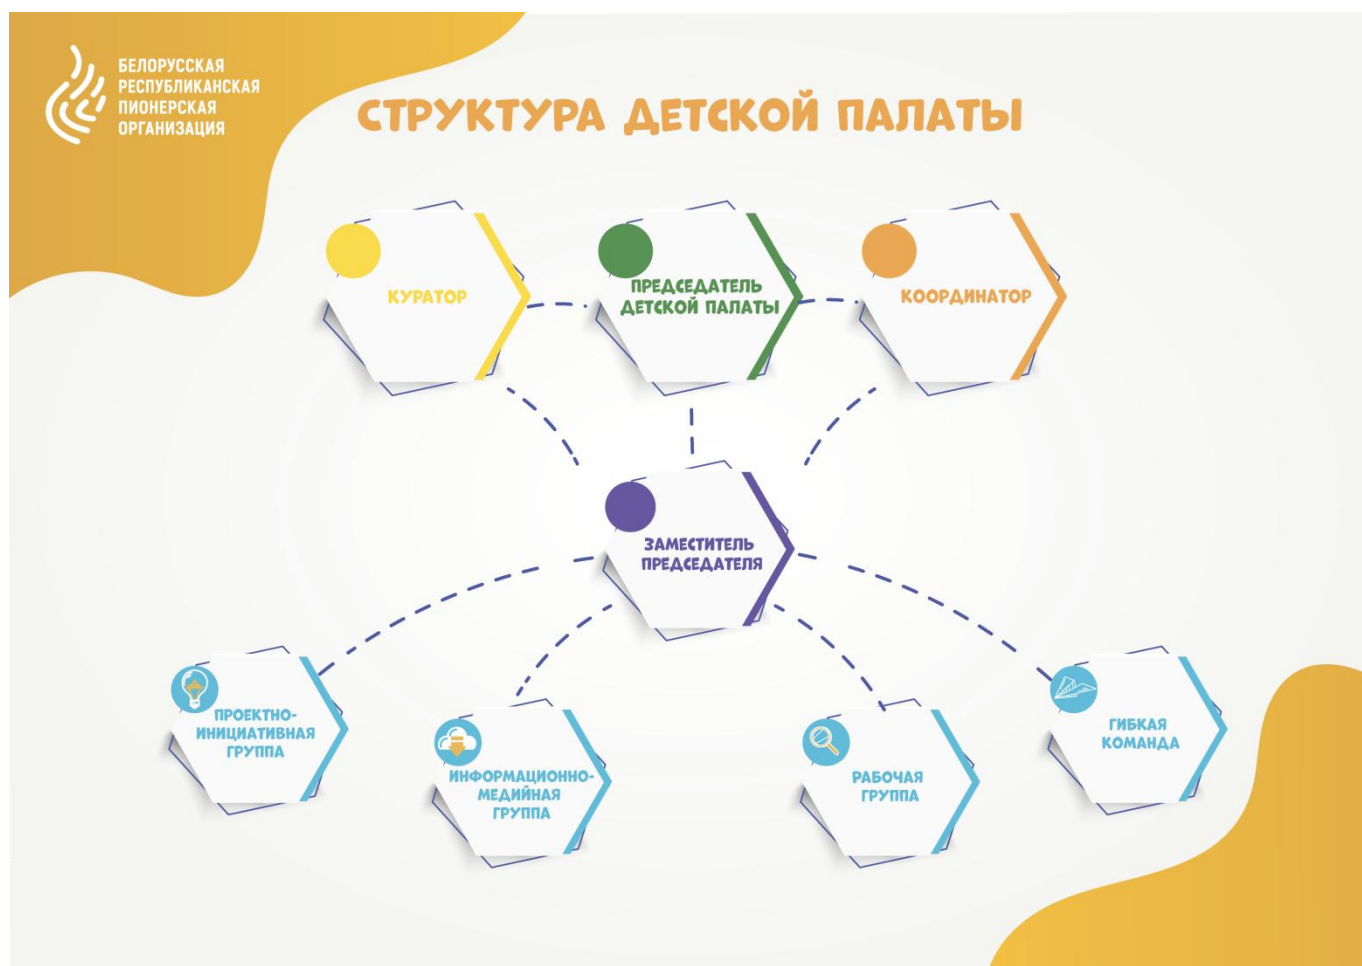 БЕЛОРУССКАЯ
РЕСПУБЛИКАНСКАЯ
ПИОНЕРСКАЯ
ОРГАНИЗАЦИЯ
СТРУКТУРА ДЕТСКОЙ ПАЛАТЫ
КУРАТОР
ПРЕДСЕДАТЕЛЬ
ДЕТСКОЙ ПАЛАТЫ
КООРДИНАТОР
ЗАМЕСТИТЕЛЬ
ПРЕДСЕДАТЕЛЯ
ПРОЕКТНО-
ИНИЦИАТИВНАЯ
ГРУППА
ИНФОРМАЦИОННО-
МЕДИЙНАЯ
ГРУППА
РАБОЧАЯ
ГРУППА
ГИБКАЯ
КОМАНДА